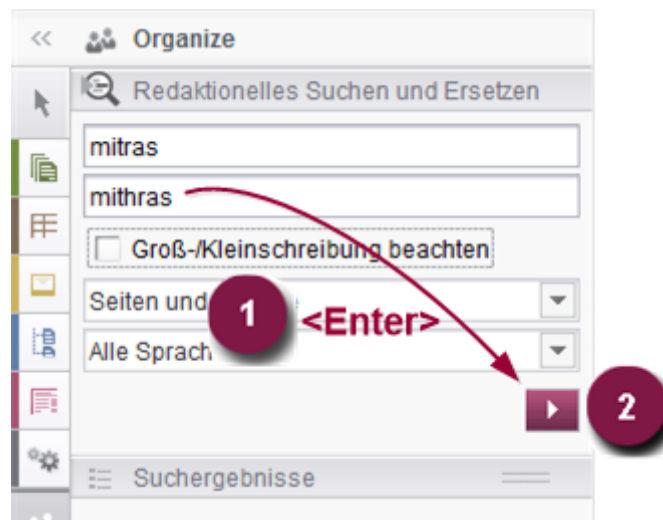 Organize
Redaktionelles Suchen und Ersetzen
mitras
mithras
Groß-/Kleinschreibung beachten
Seiten und
1 <Enter>
Alle Sprach
2
Suchergebnisse